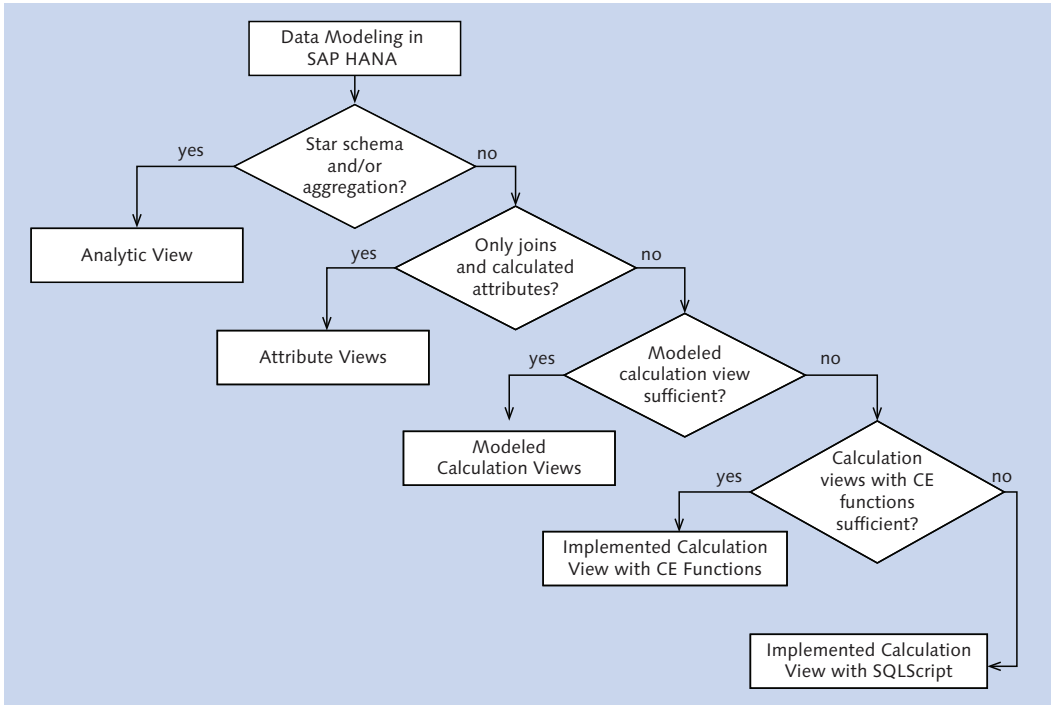 Data Modeling in
SAP HANA
Star schema
and/or
aggregation?
yes
no
Analytic View
Only joins
and calculated
attributes?
yes
no
Attribute Views
Modeled
calculation view
sufficient?
yes
no
Modeled
Calculation Views
Calculation
views with CE
functions
sufficient?
yes
no
Implemented Calculation
View with CE Functions
Implemented Calculation
View with SQLScript